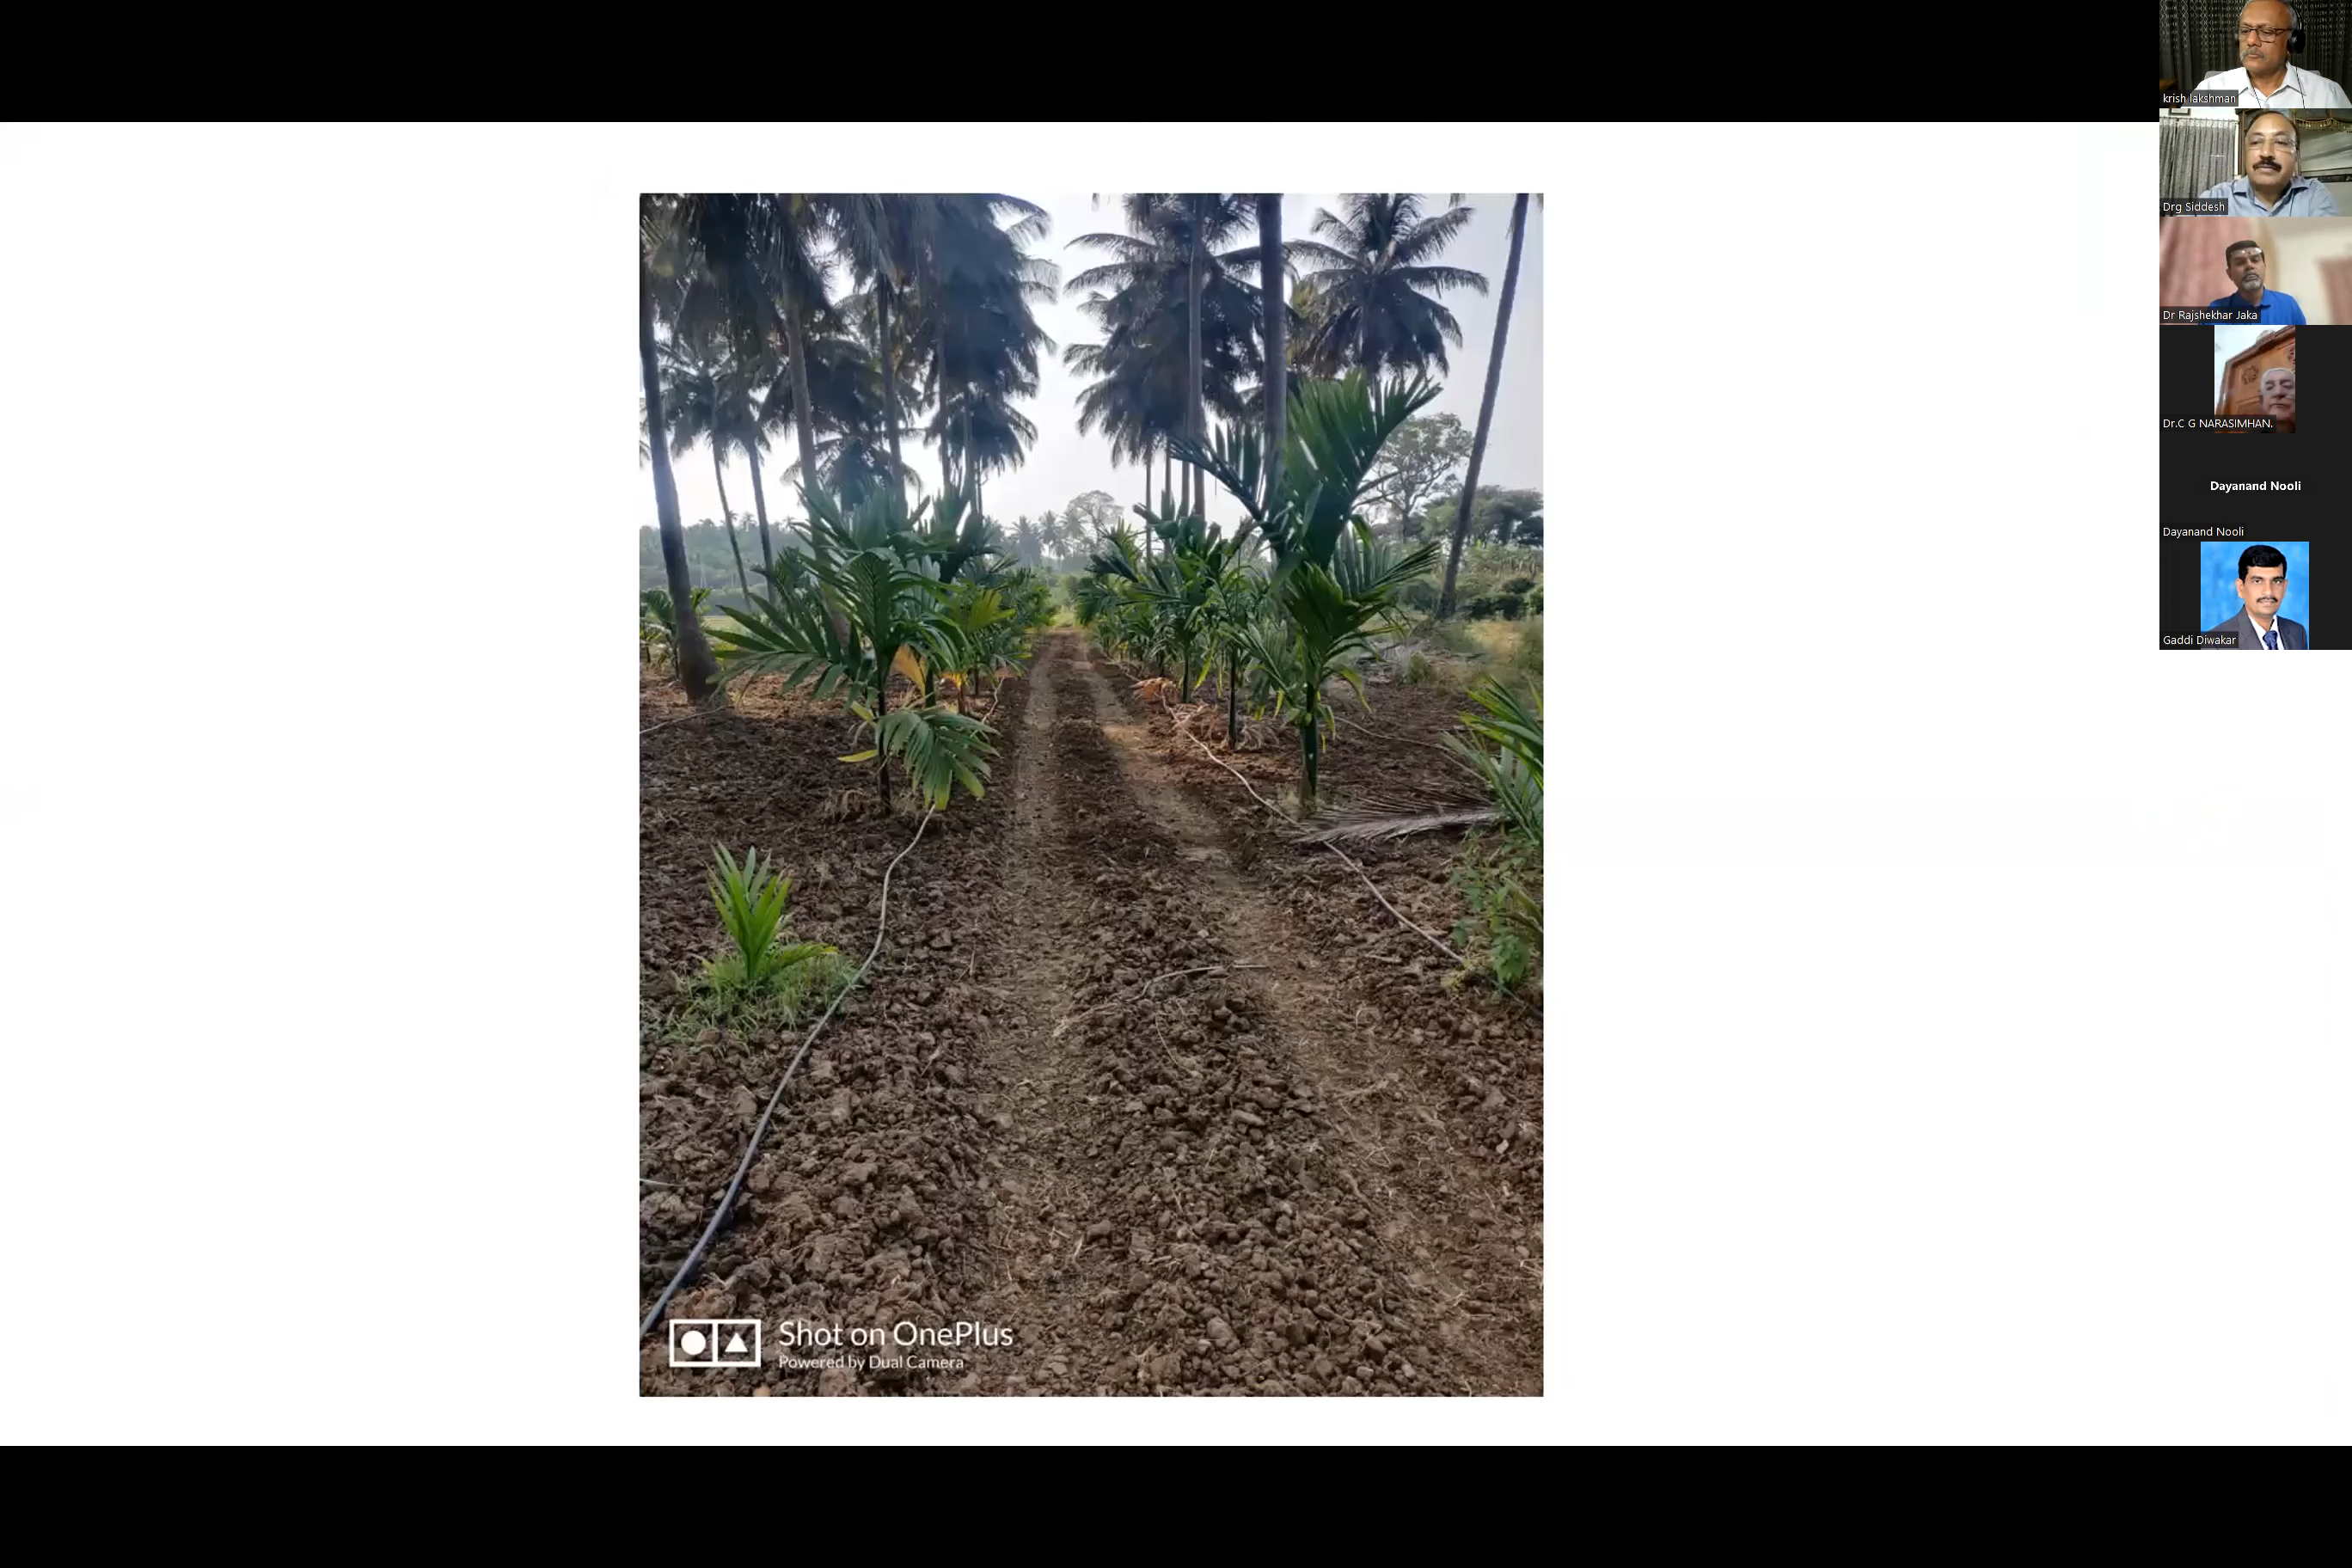 krish lakshman
Drg Siddesh
Dr Rajshekhar Jaka
Dr.C G NARASIMHAN.
Dayanand Nooli
Dayanand Nooli
Gaddi Diwakar
Shot on OnePlus
Powered by Dual Camera